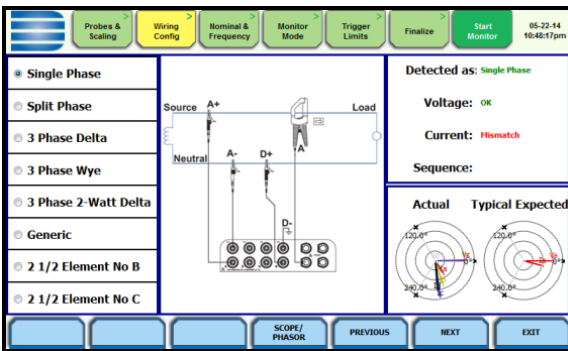 Probes & Scaling
Wiring Config
Nominal & Frequency
Monitor Mode
Trigger Limits
Finalize
Start Monitor
05-22-14
10:48:17pm
Single Phase
Split Phase
3 Phase Delta
3 Phase Wye
3 Phase 2-Watt Delta
Generic
2 1/2 Element No B
2 1/2 Element No C
Source
A+
Load
Neutral
A-
D+
A
D-
Detected as: Single Phase
Voltage: OK
Current: Mismatch
Sequence:
Actual
Typical Expected
120.0°
120.0°
0°
0°
240.0°
240.0°
SCOPE/ PHASOR
PREVIOUS
NEXT
EXIT